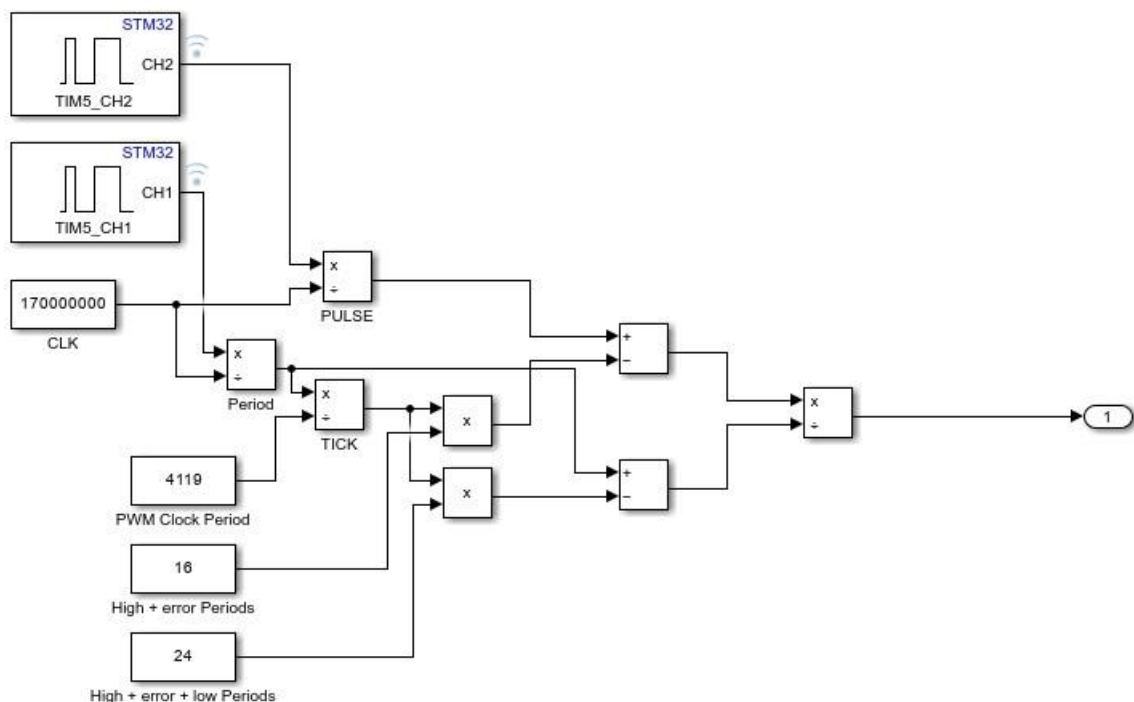 STM32
CH2
TIM5_CH2
STM32
CH1
TIM5_CH1
170000000
CLK
x
÷
PULSE
x
÷
Period
x
÷
TICK
+
−
x
÷
1
x
4119
PWM Clock Period
x
+
−
16
High + error Periods
24
High + error + low Periods